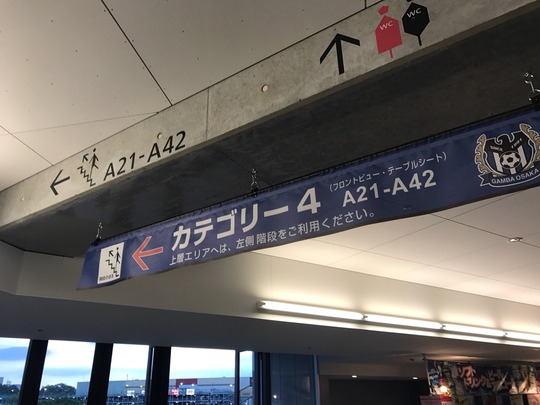 WC WC
A21-A42
カテゴリー4
(フロントビュー・テーブルシート)
A21-A42
上層エリアへは、左側 階段をご利用ください。
GAMBA OSAKA